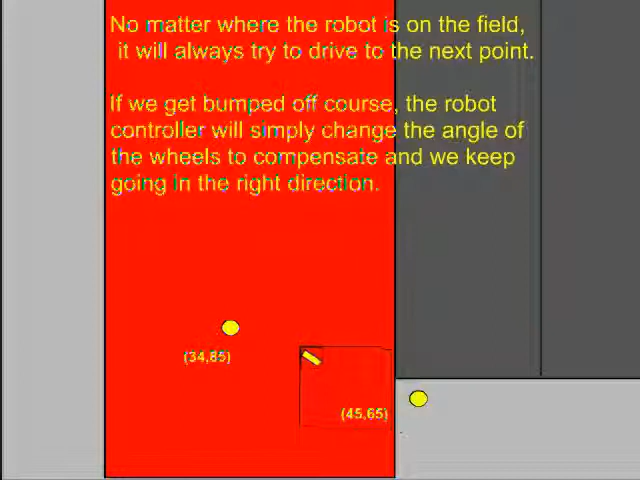 No matter where the robot is on the field,
it will always try to drive to the next point.
If we get bumped off course, the robot
controller will simply change the angle of
the wheels to compensate and we keep
going in the right direction.
(34,85)
(45,65)